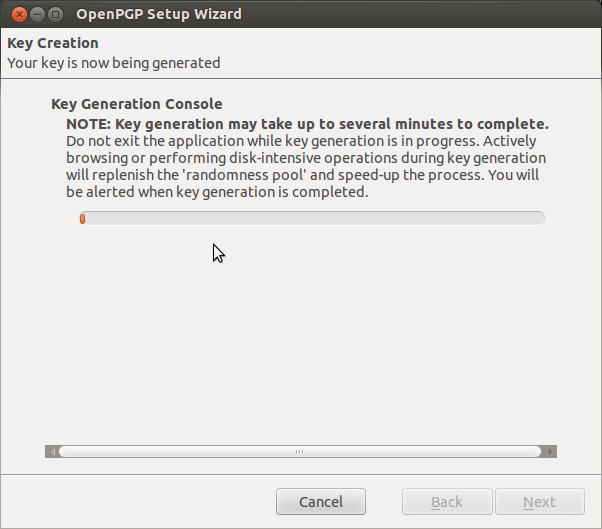 OpenPGP Setup Wizard
Key Creation
Your key is now being generated
Key Generation Console
NOTE: Key generation may take up to several minutes to complete.
Do not exit the application while key generation is in progress. Actively
browsing or performing disk-intensive operations during key generation
will replenish the 'randomness pool' and speed-up the process. You will
be alerted when key generation is completed.
Cancel
Back
Next